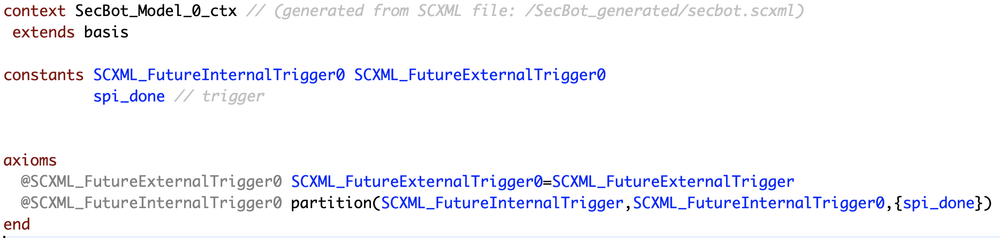 context SecBot_Model_0_ctx // (generated from SCXML file: /SecBot_generated/secbot.scxml)
extends basis
constants SCXML_FutureInternalTrigger0 SCXML_FutureExternalTrigger0
spi_done // trigger
axioms
@SCXML_FutureExternalTrigger0 SCXML_FutureExternalTrigger0=SCXML_FutureExternalTrigger
@SCXML_FutureInternalTrigger0 partition(SCXML_FutureInternalTrigger,SCXML_FutureInternalTrigger0,{spi_done})
end